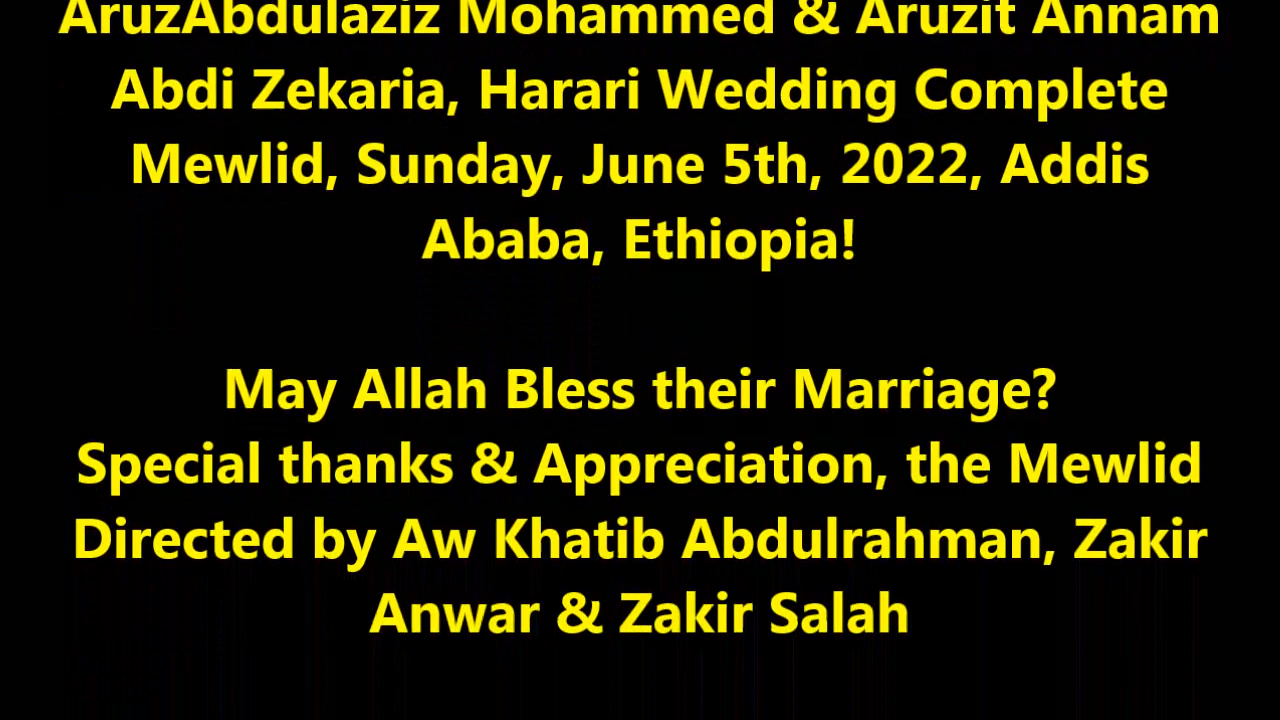 AruzAbdulaziz Mohammed & Aruzit Annam
Abdi Zekaria, Harari Wedding Complete
Mewlid, Sunday, June 5th, 2022, Addis
Ababa, Ethiopia!
May Allah Bless their Marriage?
Special thanks & Appreciation, the Mewlid
Directed by Aw Khatib Abdulrahman, Zakir
Anwar & Zakir Salah